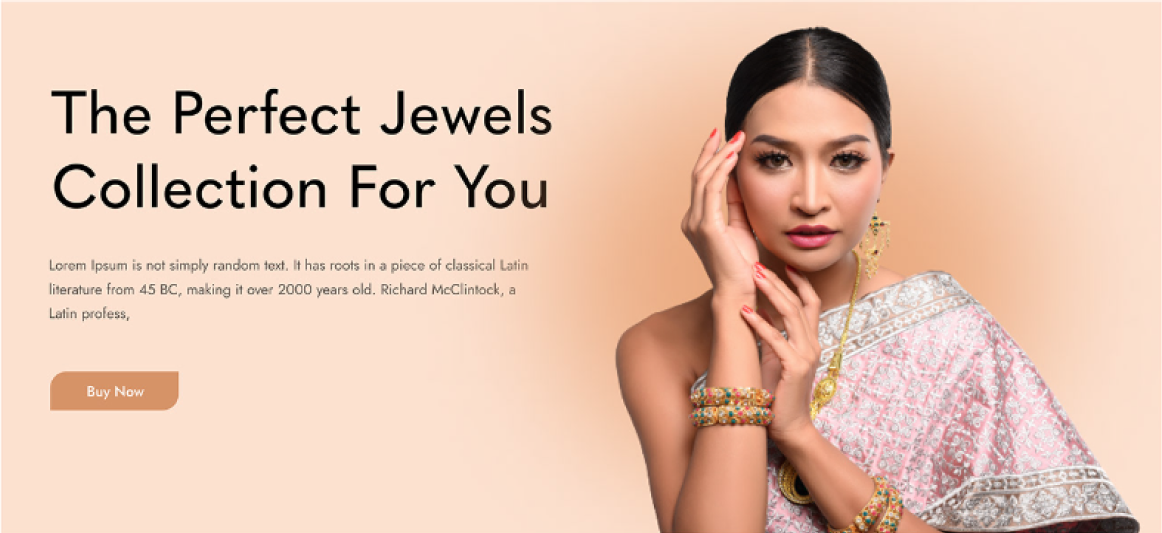 The Perfect Jewels
Collection For You
Lorem Ipsum is not simply random text. It has roots in a piece of classical Latin
literature from 45 BC, making it over 2000 years old. Richard McClintock, a
Latin profess,
Buy Now